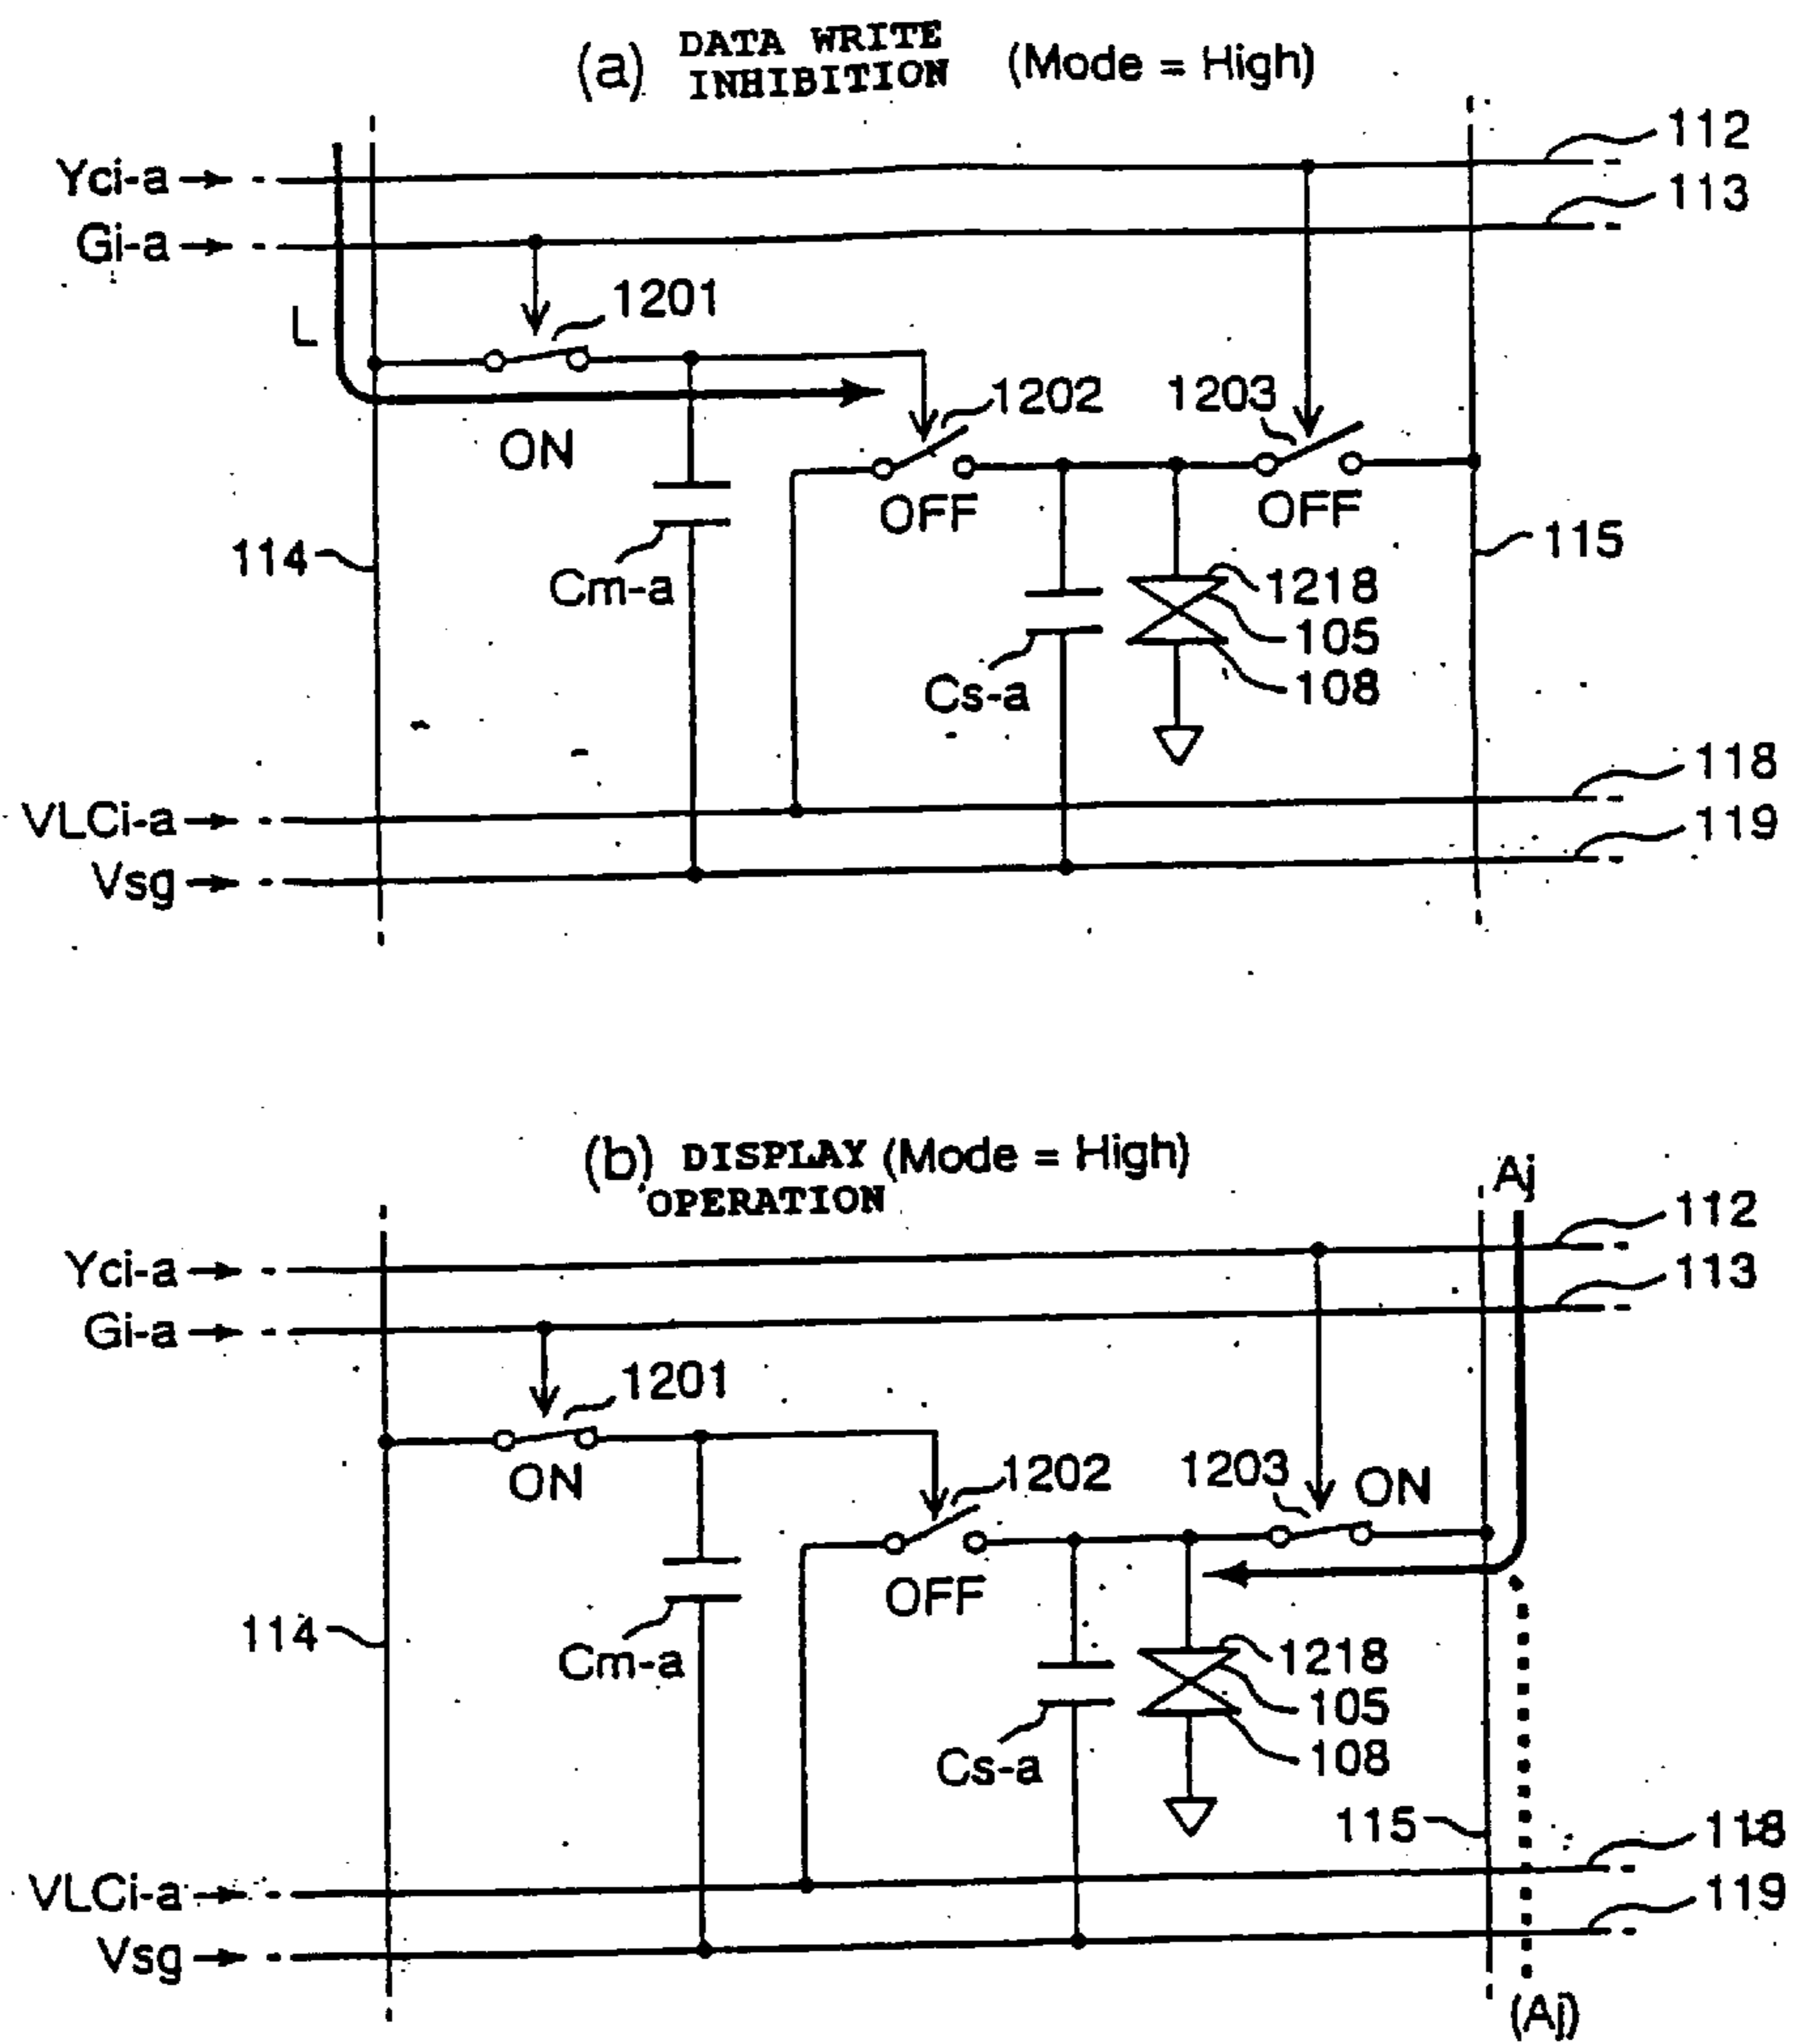 (a) DATA WRITE INHIBITION (Mode = High)
Yci-a
112
Gi-a
113
L
1201
1202
1203
ON
OFF
OFF
114
115
Cm-a
1218
105
108
Cs-a
VLCi-a
118
Vsg
119
(b) DISPLAY OPERATION (Mode = High)
Aj
Yci-a
112
Gi-a
113
1201
1202
1203
ON
ON
OFF
114
Cm-a
1218
105
108
Cs-a
115
VLCi-a
118
Vsg
119
(Aj)